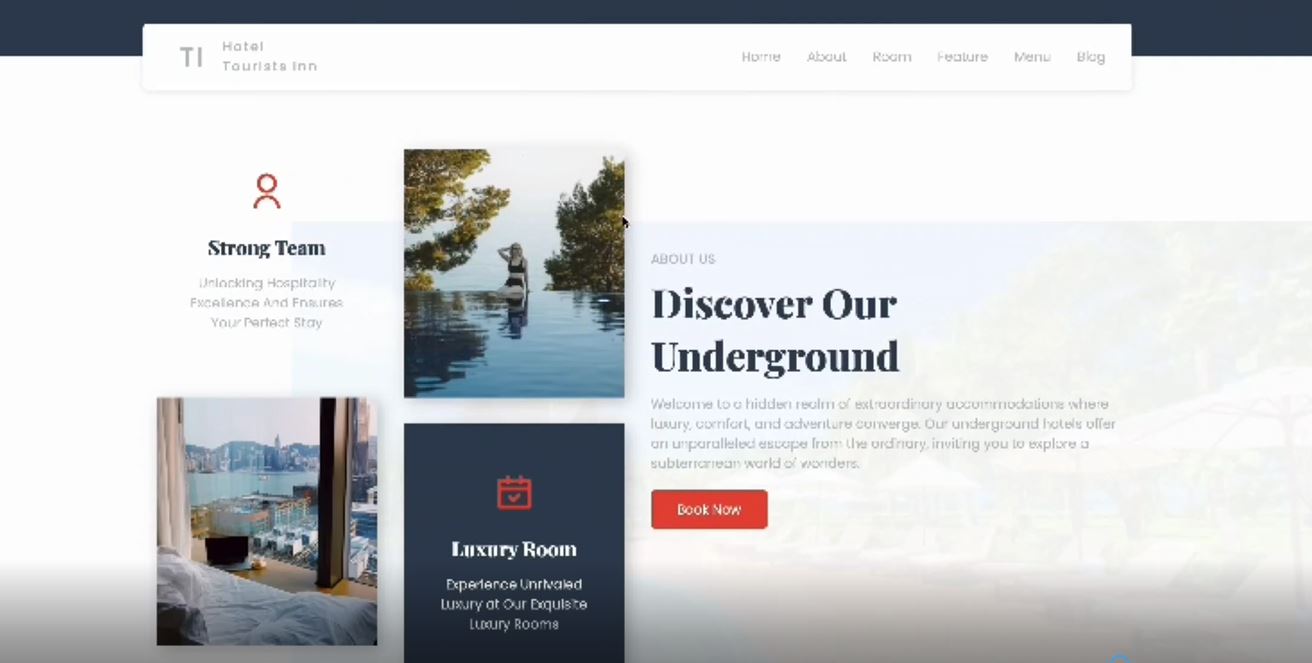 TI
Hotel
Tourists Inn
Home
About
Room
Feature
Menu
Blog
Strong Team
Unlocking Hospitality
Excellence And Ensures
Your Perfect Stay
Luxury Room
Experience Unrivaled
Luxury at Our Exquisite
Luxury Rooms
ABOUT US
Discover Our
Underground
Welcome to a hidden realm of extraordinary accommodations where
luxury, comfort, and adventure converge. Our underground hotels offer
an unparalleled escape from the ordinary, inviting you to explore a
subterranean world of wonders.
Book Now